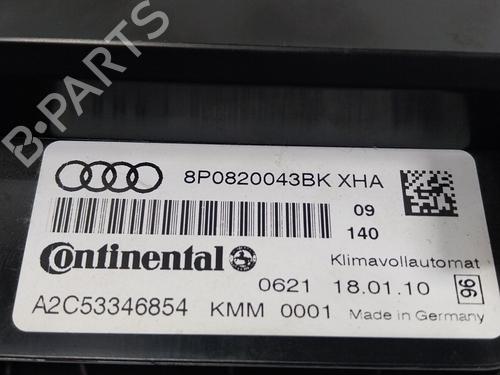 B-PARTS
8P0820043BK XHA
09
140
Continental
Klimavollautomat
0621 18.01.10 96
A2C53346854 KMM 0001 Made in Germany